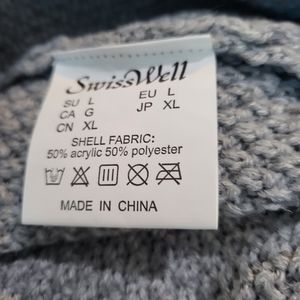 SwissWell
SU L EU L
CA G JP XL
CN XL
SHELL FABRIC:
50% acrylic 50% polyester
MADE IN CHINA